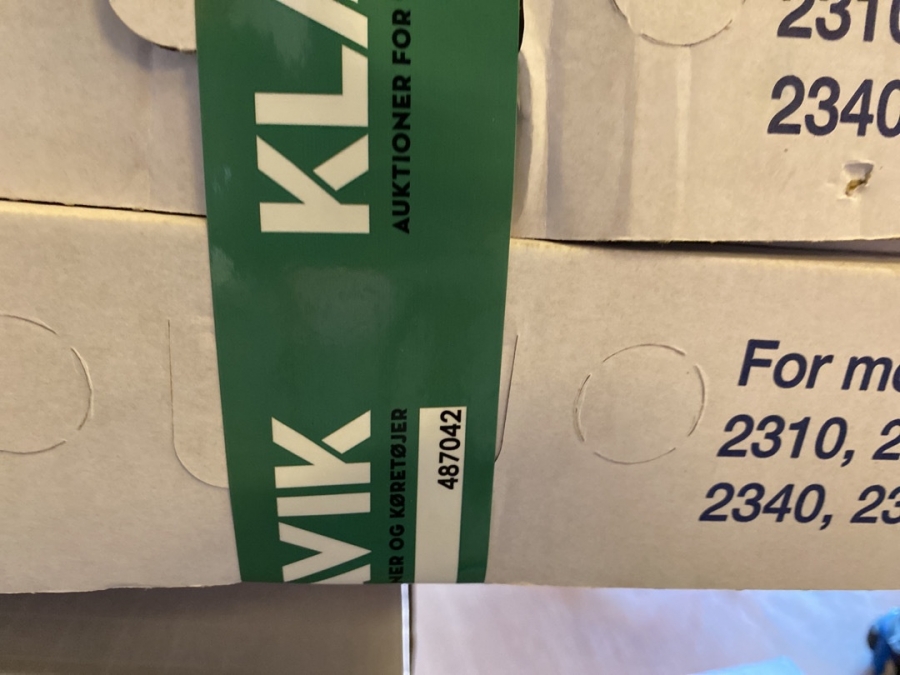 KLA
AUKTIONER FOR
VIK
NER OG KØRETØJER
487042
2310
2340
For
2310, 2
2340, 23